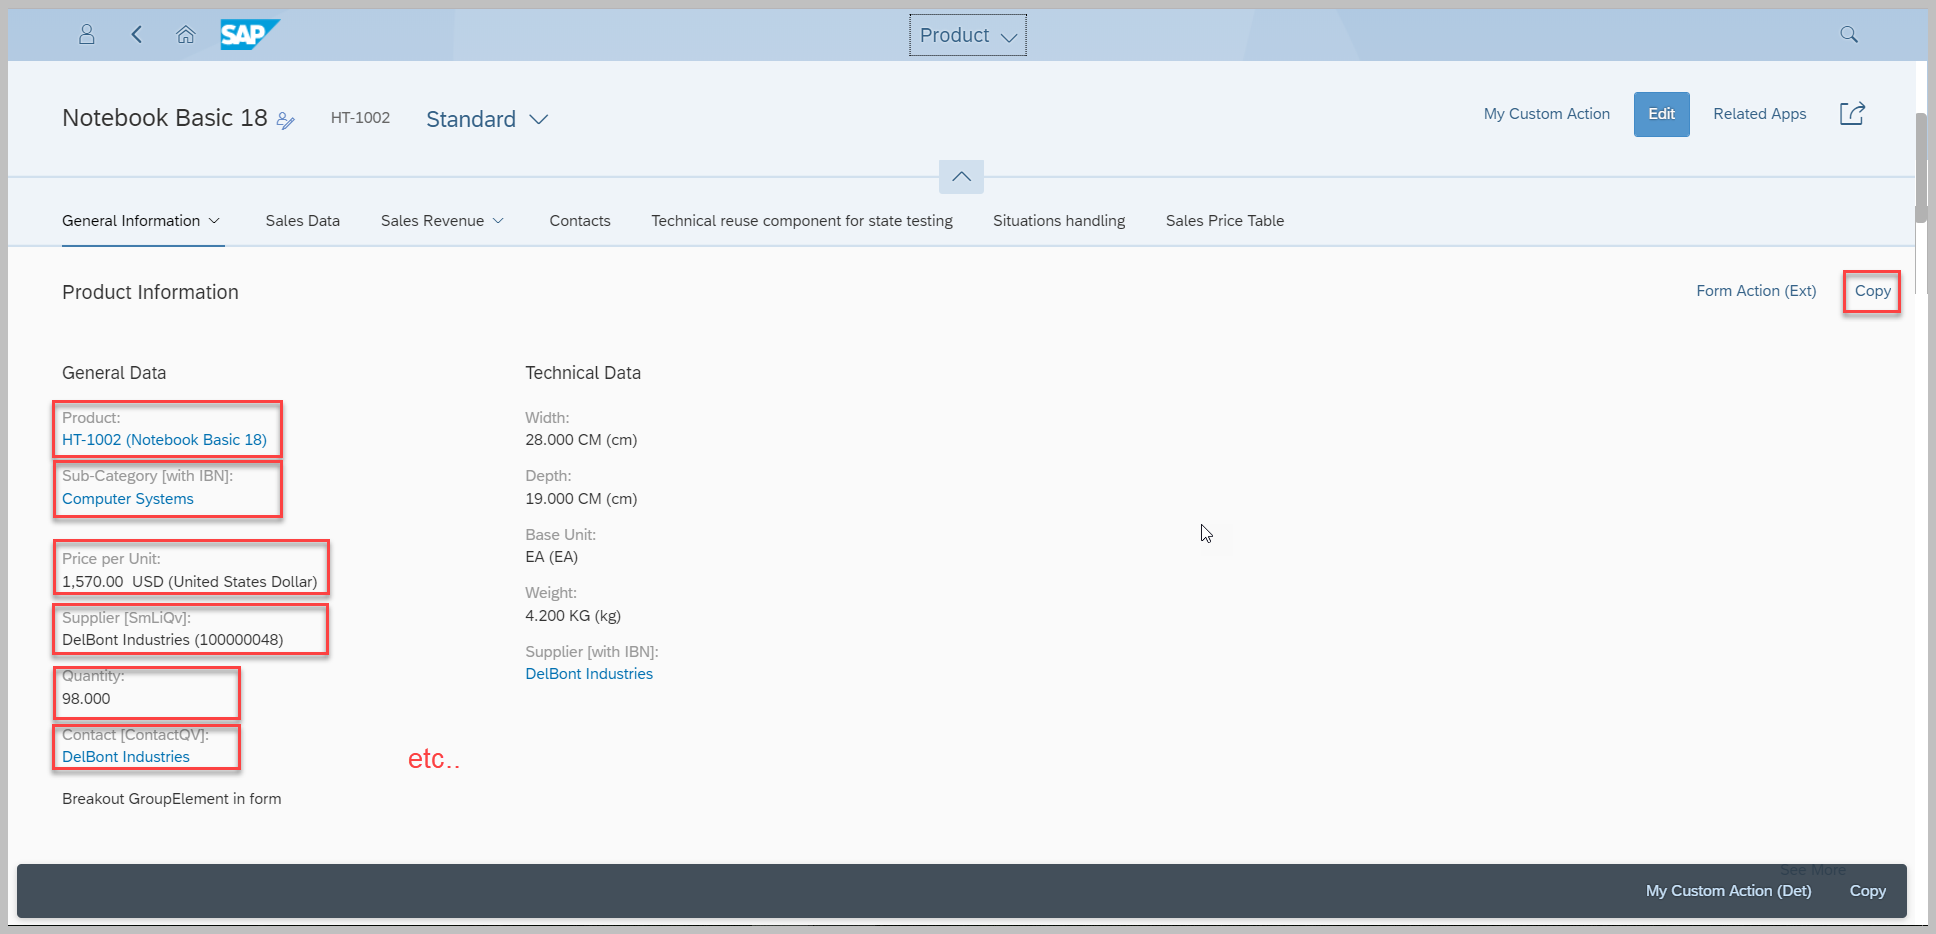 SAP
Product
Notebook Basic 18
HT-1002
Standard
My Custom Action
Edit
Related Apps
General Information
Sales Data
Sales Revenue
Contacts
Technical reuse component for state testing
Situations handling
Sales Price Table
Product Information
Form Action (Ext)
Copy
General Data
Product:
HT-1002 (Notebook Basic 18)
Sub-Category [with IBN]:
Computer Systems
Price per Unit:
1,570.00 USD (United States Dollar)
Supplier [SmLiQv]:
DelBont Industries (100000048)
Quantity:
98.000
Contact [ContactQV]:
DelBont Industries
Breakout GroupElement in form
Technical Data
Width:
28.000 CM (cm)
Depth:
19.000 CM (cm)
Base Unit:
EA (EA)
Weight:
4.200 KG (kg)
Supplier [with IBN]:
DelBont Industries
etc..
See More
My Custom Action (Det)
Copy